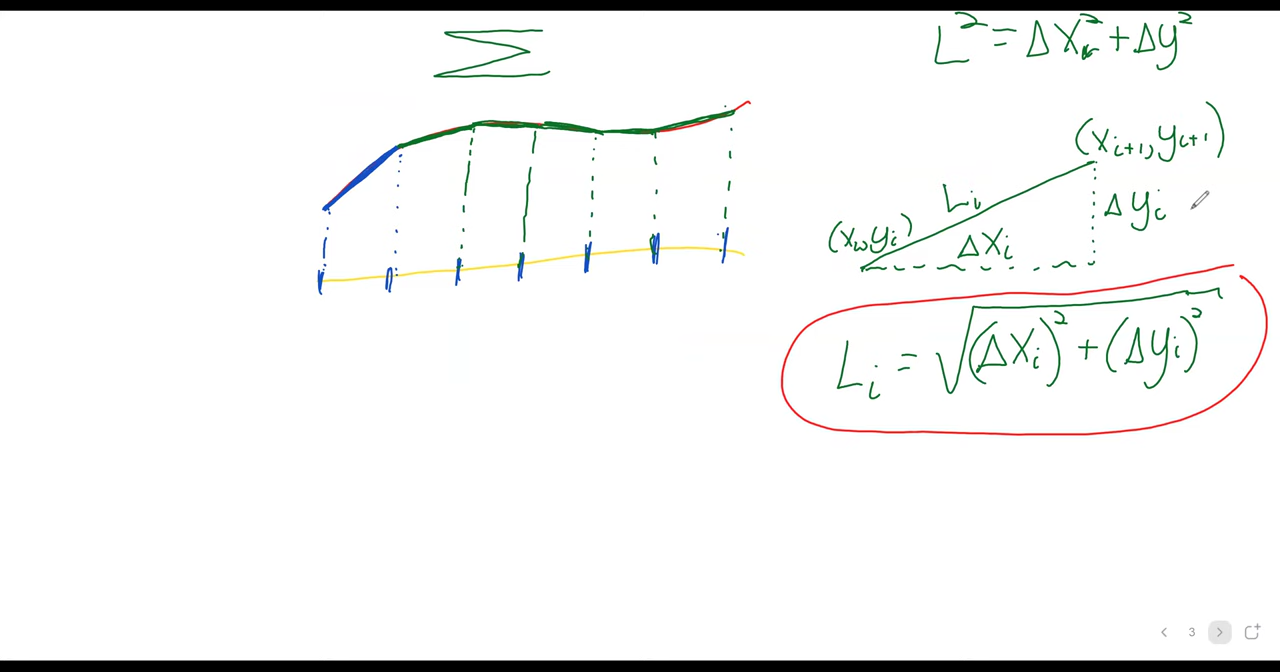 Σ
L² = ΔX² + Δy²
(xᵢ₊₁, yᵢ₊₁)
Lᵢ
Δyᵢ
(xᵢ, yᵢ)
ΔXᵢ
Lᵢ = √(ΔXᵢ)² + (Δyᵢ)²
3